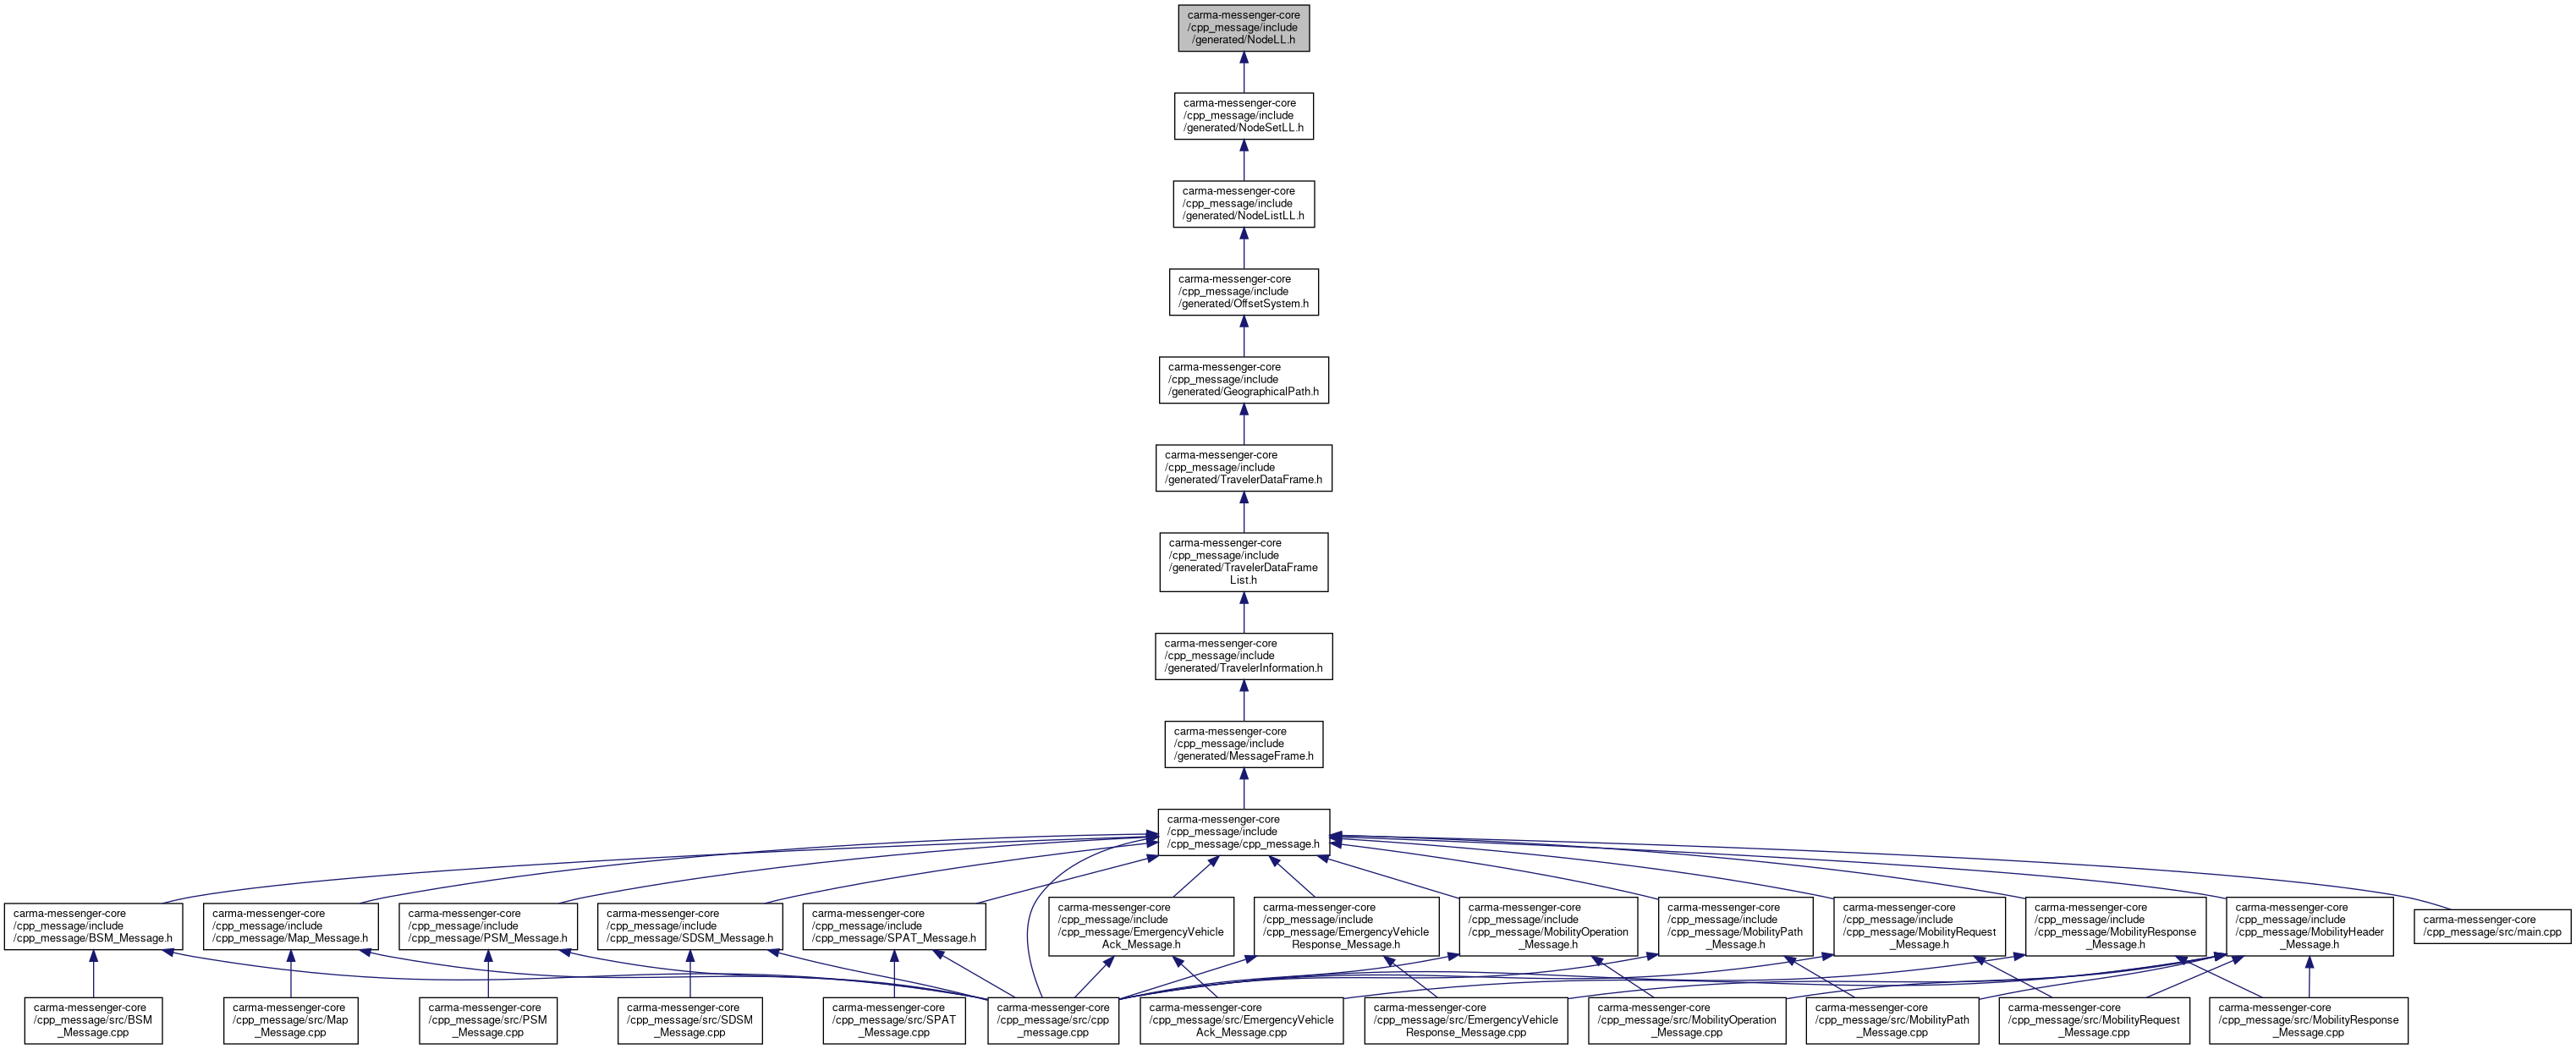 carma-messenger-core
/cpp_message/include
/generated/NodeLL.h
carma-messenger-core
/cpp_message/include
/generated/NodeSetLL.h
carma-messenger-core
/cpp_message/include
/generated/NodeListLL.h
carma-messenger-core
/cpp_message/include
/generated/OffsetSystem.h
carma-messenger-core
/cpp_message/include
/generated/GeographicalPath.h
carma-messenger-core
/cpp_message/include
/generated/TravelerDataFrame.h
carma-messenger-core
/cpp_message/include
/generated/TravelerDataFrame
List.h
carma-messenger-core
/cpp_message/include
/generated/TravelerInformation.h
carma-messenger-core
/cpp_message/include
/generated/MessageFrame.h
carma-messenger-core
/cpp_message/include
/cpp_message/cpp_message.h
carma-messenger-core
/cpp_message/include
/cpp_message/BSM_Message.h
carma-messenger-core
/cpp_message/include
/cpp_message/Map_Message.h
carma-messenger-core
/cpp_message/include
/cpp_message/PSM_Message.h
carma-messenger-core
/cpp_message/include
/cpp_message/SDSM_Message.h
carma-messenger-core
/cpp_message/include
/cpp_message/SPAT_Message.h
carma-messenger-core
/cpp_message/include
/cpp_message/EmergencyVehicle
Ack_Message.h
carma-messenger-core
/cpp_message/include
/cpp_message/EmergencyVehicle
Response_Message.h
carma-messenger-core
/cpp_message/include
/cpp_message/MobilityOperation
_Message.h
carma-messenger-core
/cpp_message/include
/cpp_message/MobilityPath
_Message.h
carma-messenger-core
/cpp_message/include
/cpp_message/MobilityRequest
_Message.h
carma-messenger-core
/cpp_message/include
/cpp_message/MobilityResponse
_Message.h
carma-messenger-core
/cpp_message/include
/cpp_message/MobilityHeader
_Message.h
carma-messenger-core
/cpp_message/src/main.cpp
carma-messenger-core
/cpp_message/src/BSM
_Message.cpp
carma-messenger-core
/cpp_message/src/Map
_Message.cpp
carma-messenger-core
/cpp_message/src/PSM
_Message.cpp
carma-messenger-core
/cpp_message/src/SDSM
_Message.cpp
carma-messenger-core
/cpp_message/src/SPAT
_Message.cpp
carma-messenger-core
/cpp_message/src/cpp
_message.cpp
carma-messenger-core
/cpp_message/src/EmergencyVehicle
Ack_Message.cpp
carma-messenger-core
/cpp_message/src/EmergencyVehicle
Response_Message.cpp
carma-messenger-core
/cpp_message/src/MobilityOperation
_Message.cpp
carma-messenger-core
/cpp_message/src/MobilityPath
_Message.cpp
carma-messenger-core
/cpp_message/src/MobilityRequest
_Message.cpp
carma-messenger-core
/cpp_message/src/MobilityResponse
_Message.cpp